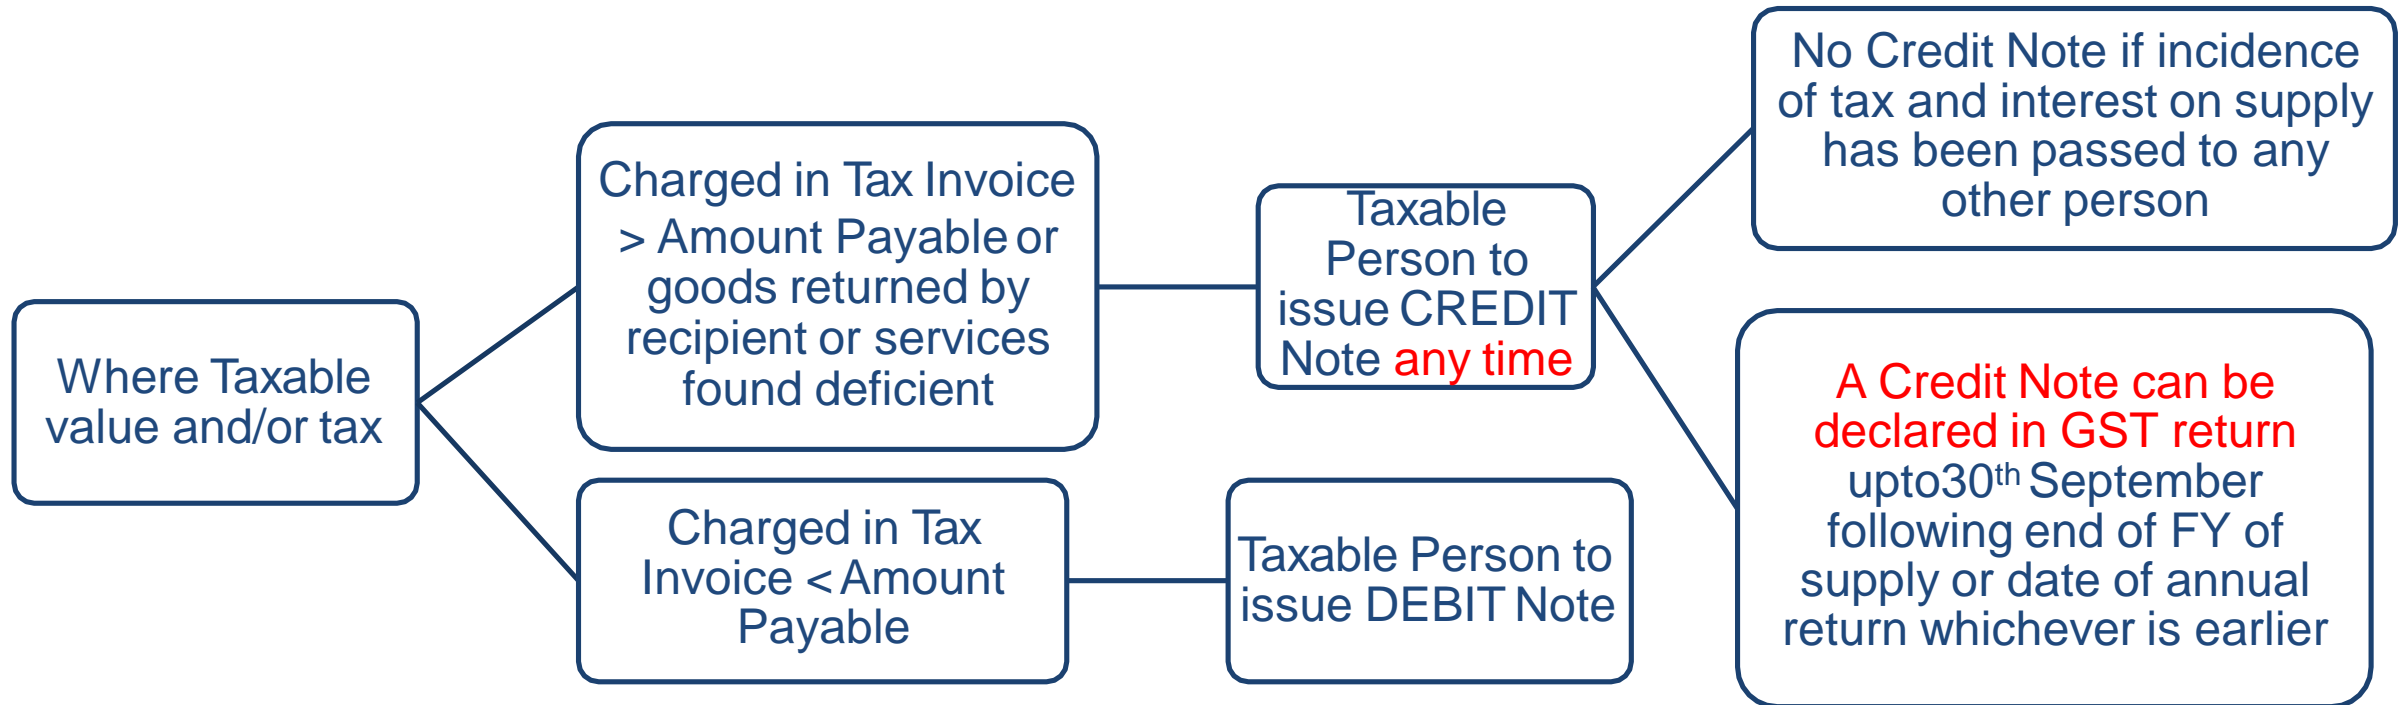 Where Taxable
value and/or tax
Charged in Tax Invoice
> Amount Payable or
goods returned by
recipient or services
found deficient
Taxable
Person to
issue CREDIT
Note any time
No Credit Note if incidence
of tax and interest on supply
has been passed to any
other person
A Credit Note can be
declared in GST return
upto30th September
following end of FY of
supply or date of annual
return whichever is earlier
Charged in Tax
Invoice < Amount
Payable
Taxable Person to
issue DEBIT Note